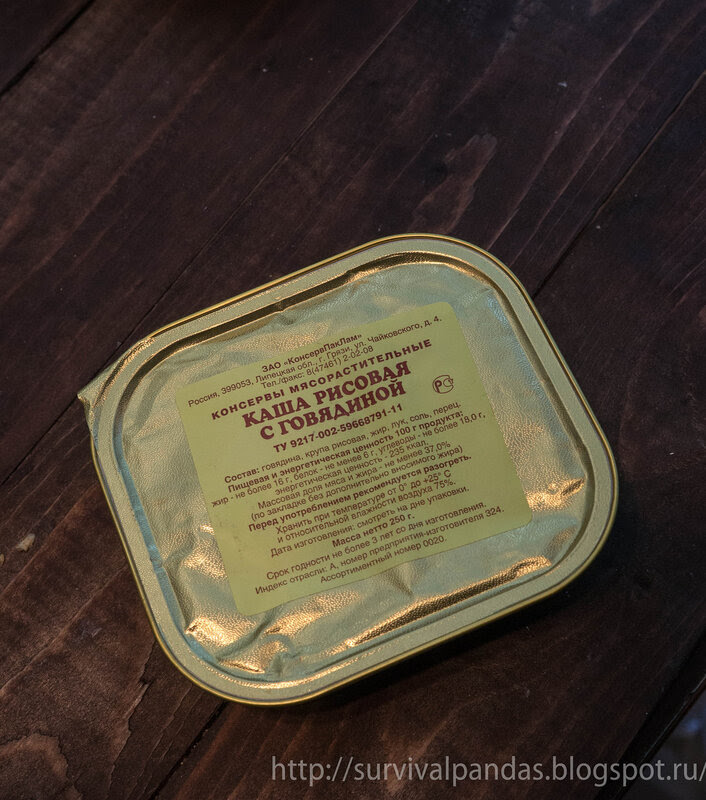 ЗАО «КонсервПакЛам»
Россия, 399053, Липецкая обл., г. Грязи, ул. Чайковского, д. 4.
Тел./факс: 8(47461) 2-02-08
КОНСЕРВЫ МЯСОРАСТИТЕЛЬНЫЕ
КАША РИСОВАЯ
С ГОВЯДИНОЙ
ТУ 9217-002-59668791-11
Состав: говядина, крупа рисовая, жир, лук, соль, перец.
Пищевая и энергетическая ценность 100 г продукта:
жир - не более 16 г, белок - не менее 6 г, углеводы - не более 18,0 г,
энергетическая ценность - 235 ккал.
Массовая доля мяса и жира - не менее 37,0%
(по закладке без дополнительно вносимого жира)
Перед употреблением рекомендуется разогреть.
Хранить при температуре от 0° до +25° С
и относительной влажности воздуха 75%.
Дата изготовления: смотреть на дне упаковки.
Масса нетто 250 г.
Срок годности не более 3 лет со дня изготовления.
Индекс отрасли: А, номер предприятия-изготовителя 324.
Ассортиментный номер 0020.
http://survivalpandas.blogspot.ru/